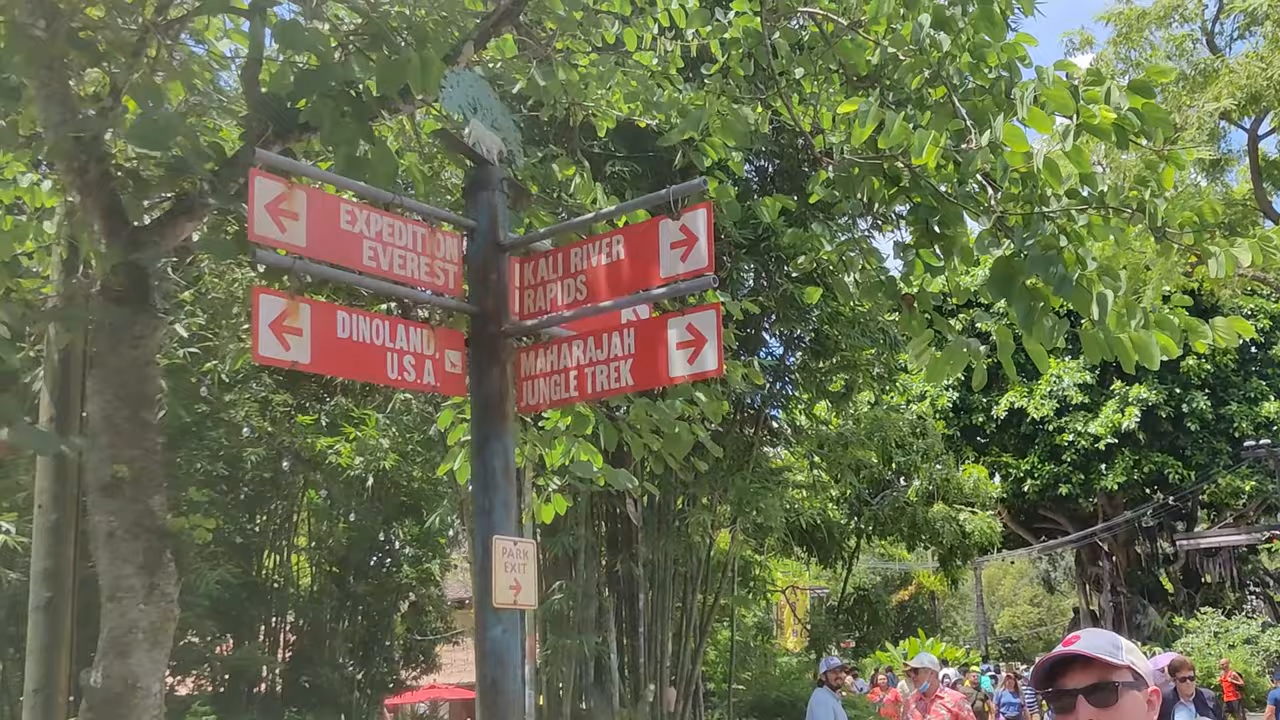 EXPEDITION
EVEREST
DINOLAND,
U.S.A.
KALI RIVER
RAPIDS
MAHARAJAH
JUNGLE TREK
PARK
EXIT